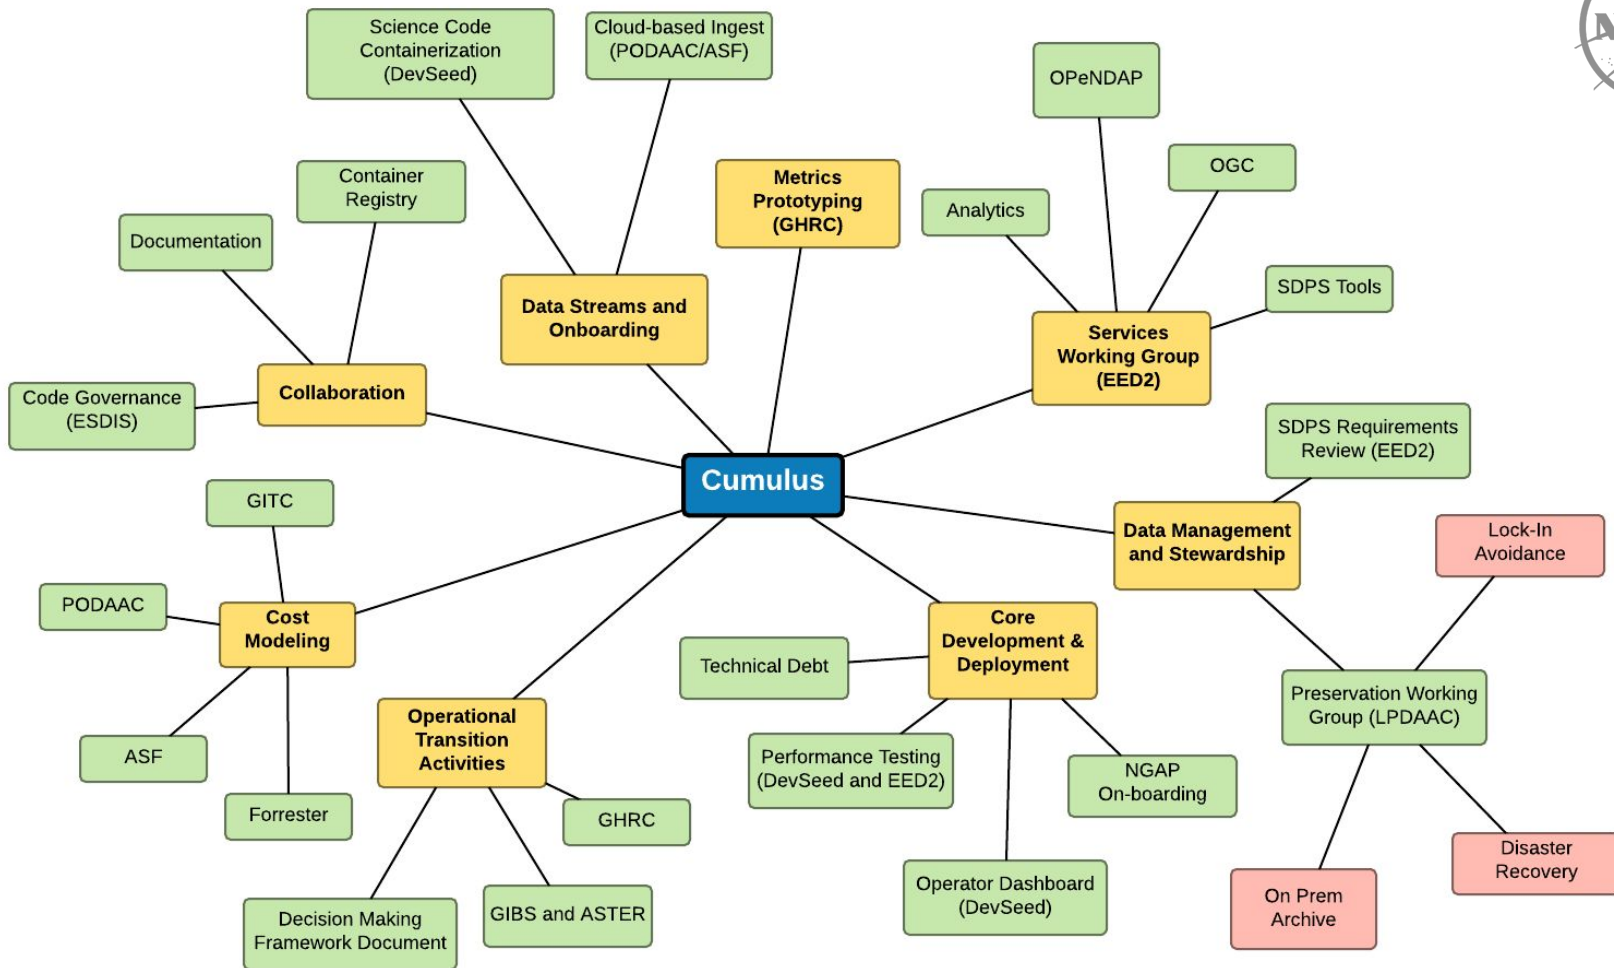 Science Code
Containerization
(DevSeed)
Cloud-based Ingest
(PODAAC/ASF)
OPeNDAP
Container
Registry
Metrics
Prototyping
(GHRC)
OGC
Analytics
Documentation
SDPS Tools
Data Streams and
Onboarding
Services
Working Group
(EED2)
Collaboration
Code Governance
(ESDIS)
SDPS Requirements
Review (EED2)
Cumulus
GITC
Data Management
and Stewardship
Lock-In
Avoidance
PODAAC
Cost
Modeling
Core
Development &
Deployment
Technical Debt
Preservation Working
Group (LPDAAC)
Operational
Transition
Activities
ASF
Performance Testing
(DevSeed and EED2)
NGAP
On-boarding
Forrester
GHRC
Disaster
Recovery
Operator Dashboard
(DevSeed)
On Prem
Archive
Decision Making
Framework Document
GIBS and ASTER